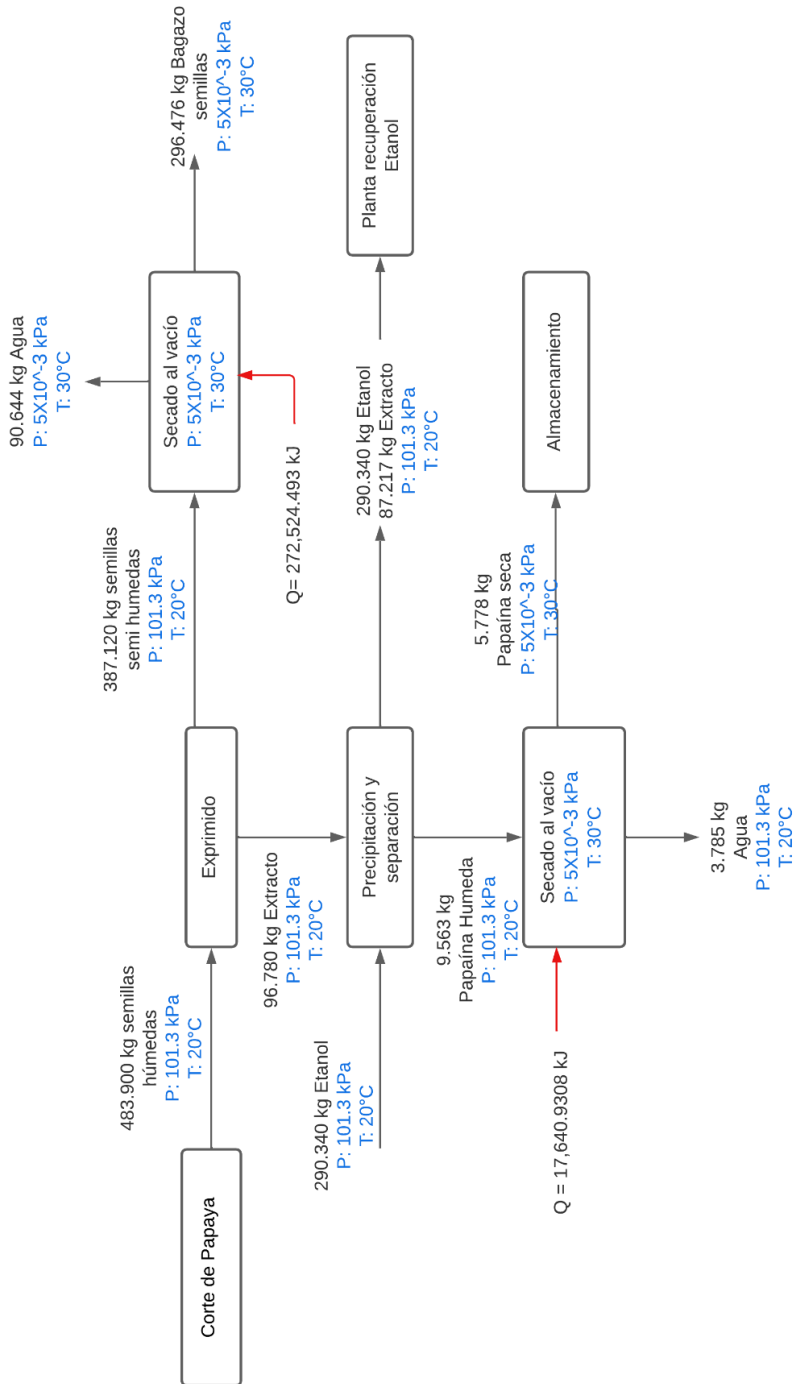 Corte de Papaya
483.900 kg semillas
húmedas
P: 101.3 kPa
T: 20°C
Exprimido
387.120 kg semillas
semi humedas
P: 101.3 kPa
T: 20°C
Secado al vacío
P: 5X10^-3 kPa
T: 30°C
90.644 kg Agua
P: 5X10^-3 kPa
T: 30°C
296.476 kg Bagazo
semillas
P: 5X10^-3 kPa
T: 30°C
Q= 272,524.493 kJ
96.780 kg Extracto
P: 101.3 kPa
T: 20°C
290.340 kg Etanol
P: 101.3 kPa
T: 20°C
Precipitación y
separación
290.340 kg Etanol
87.217 kg Extracto
P: 101.3 kPa
T: 20°C
Planta recuperación
Etanol
9.563 kg
Papaína Humeda
P: 101.3 kPa
T: 20°C
Q = 17,640.9308 kJ
Secado al vacío
P: 5X10^-3 kPa
T: 30°C
5.778 kg
Papaína seca
P: 5X10^-3 kPa
T: 30°C
Almacenamiento
3.785 kg
Agua
P: 101.3 kPa
T: 20°C